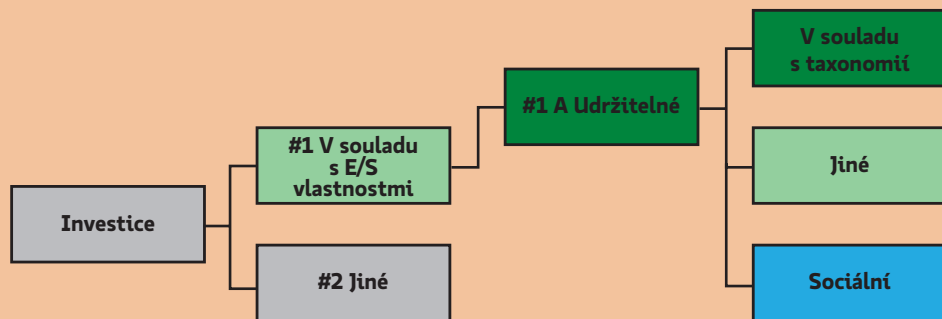 Investice
#1 V souladu
s E/S
vlastnostmi
#2 Jiné
#1 A Udržitelné
V souladu
s taxonomií
Jiné
Sociální